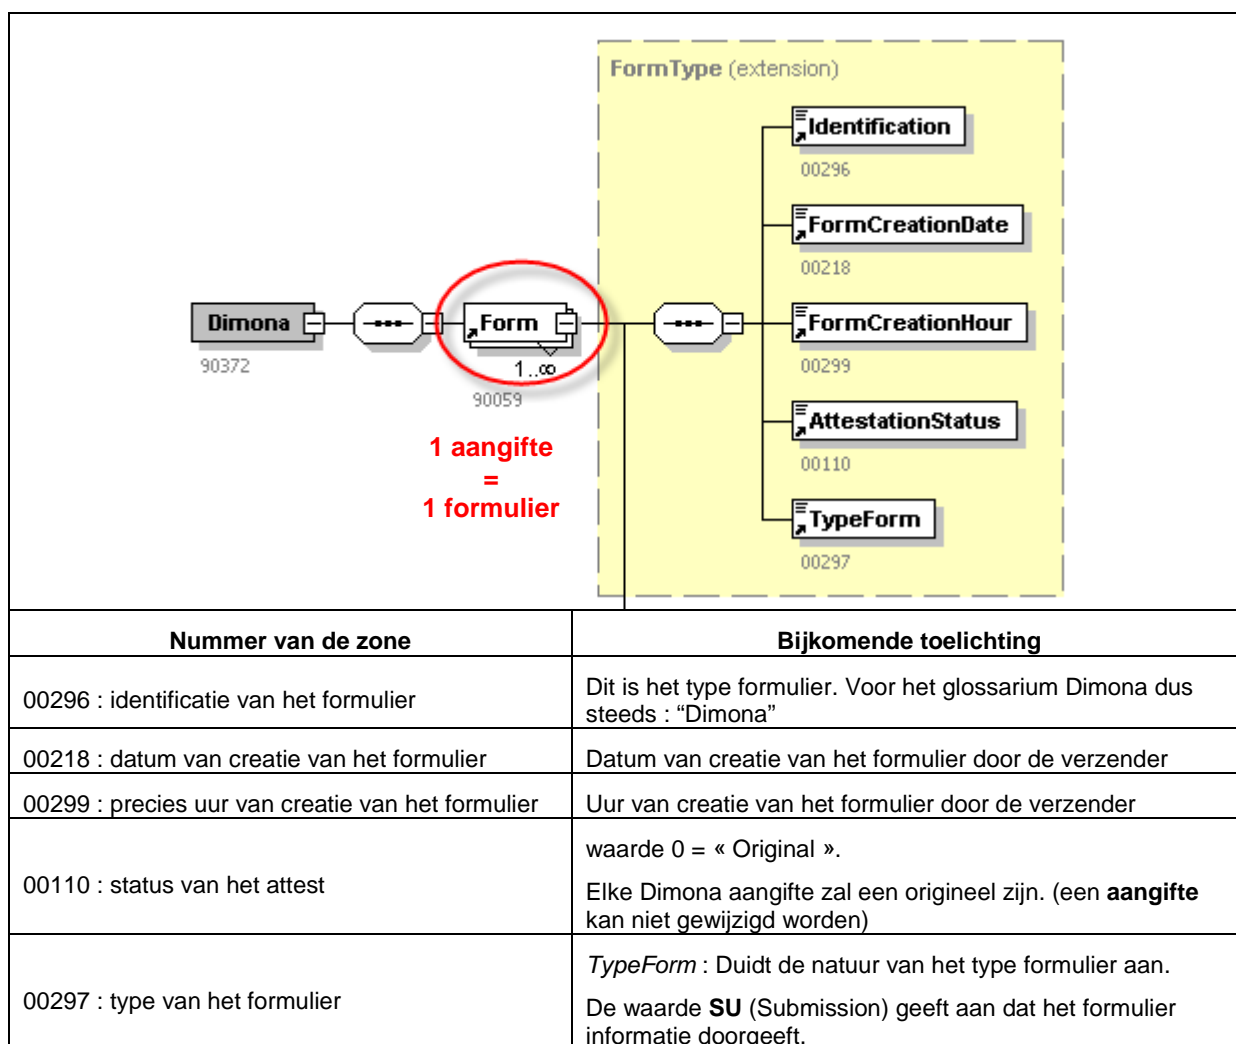 FormType (extension)
Identification
00296
FormCreationDate
00218
Dimona
90372
Form
1..∞
90059
FormCreationHour
00299
1 aangifte
=
1 formulier
AttestationStatus
00110
TypeForm
00297
Nummer van de zone
Bijkomende toelichting
00296 : identificatie van het formulier
Dit is het type formulier. Voor het glossarium Dimona dus
steeds : “Dimona”
00218 : datum van creatie van het formulier
Datum van creatie van het formulier door de verzender
00299 : precies uur van creatie van het formulier
Uur van creatie van het formulier door de verzender
00110 : status van het attest
waarde 0 = « Original ».
Elke Dimona aangifte zal een origineel zijn. (een aangifte
kan niet gewijzigd worden)
00297 : type van het formulier
TypeForm : Duidt de natuur van het type formulier aan.
De waarde SU (Submission) geeft aan dat het formulier
informatie doorgeeft.